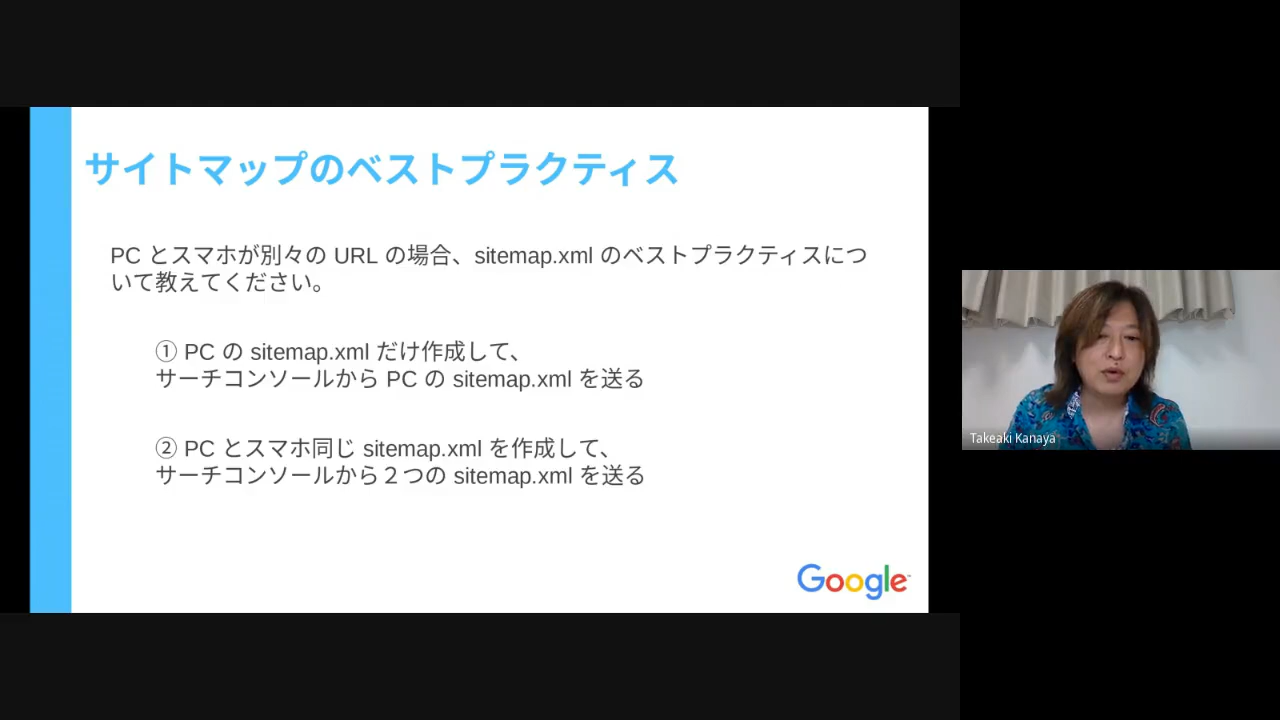 サイトマップのベストプラクティス
PC とスマホが別々の URL の場合、sitemap.xml のベストプラクティスにつ
いて教えてください。
① PC の sitemap.xml だけ作成して、
サーチコンソールから PC の sitemap.xml を送る
② PC とスマホ同じ sitemap.xml を作成して、
サーチコンソールから２つの sitemap.xml を送る
Google
Takeaki Kanaya